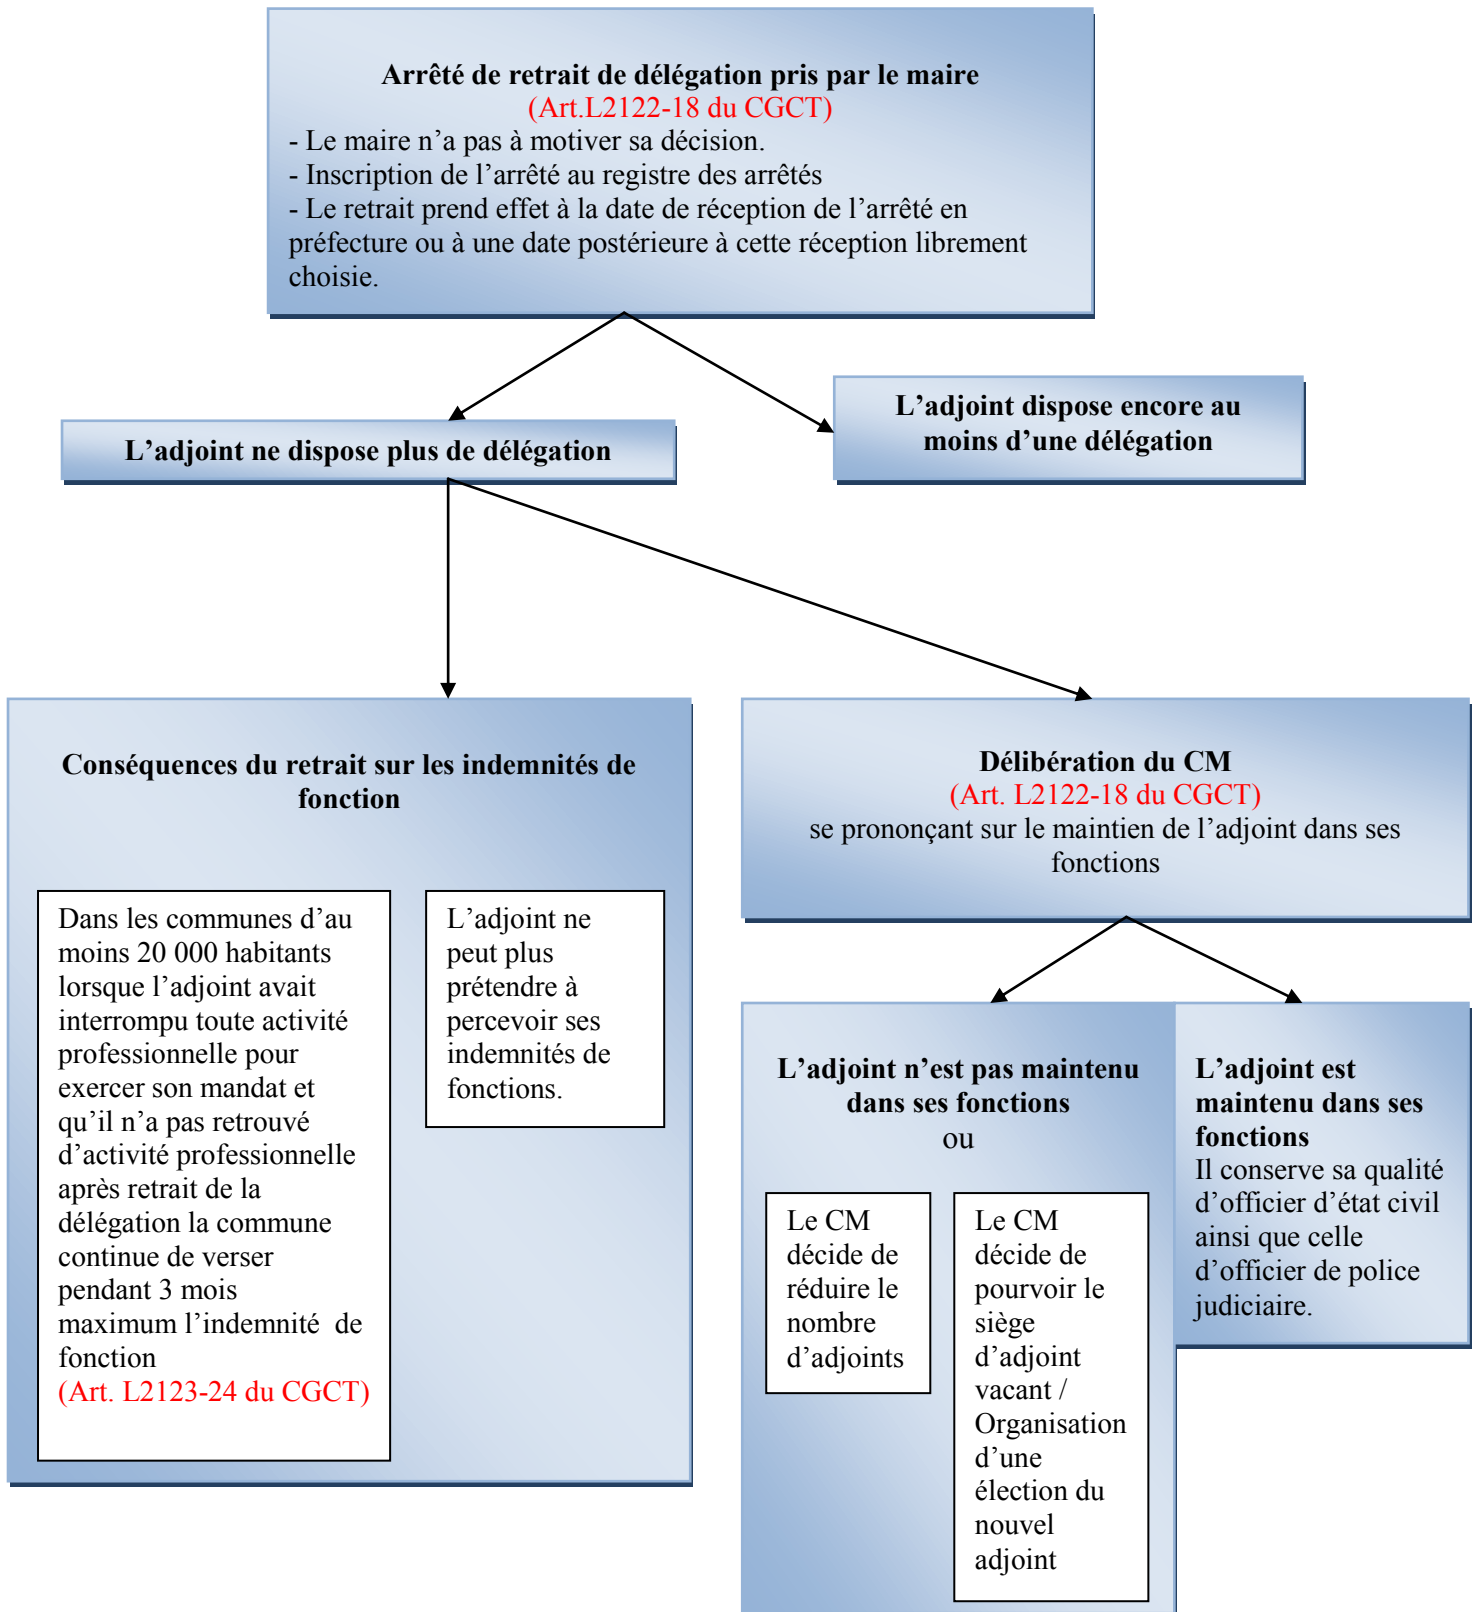 Arrêté de retrait de délégation pris par le maire
(Art.L2122-18 du CGCT)
- Le maire n’a pas à motiver sa décision.
- Inscription de l’arrêté au registre des arrêtés
- Le retrait prend effet à la date de réception de l’arrêté en
préfecture ou à une date postérieure à cette réception librement
choisie.
L’adjoint ne dispose plus de délégation
L’adjoint dispose encore au
moins d’une délégation
Conséquences du retrait sur les indemnités de
fonction
Dans les communes d’au
moins 20 000 habitants
lorsque l’adjoint avait
interrompu toute activité
professionnelle pour
exercer son mandat et
qu’il n’a pas retrouvé
d’activité professionnelle
après retrait de la
délégation la commune
continue de verser
pendant 3 mois
maximum l’indemnité de
fonction
(Art. L2123-24 du CGCT)
L’adjoint ne
peut plus
prétendre à
percevoir ses
indemnités de
fonctions.
Délibération du CM
(Art. L2122-18 du CGCT)
se prononçant sur le maintien de l’adjoint dans ses
fonctions
L’adjoint n’est pas maintenu
dans ses fonctions
ou
Le CM
décide de
réduire le
nombre
d’adjoints
Le CM
décide de
pourvoir le
siège
d’adjoint
vacant /
Organisation
d’une
élection du
nouvel
adjoint
L’adjoint est
maintenu dans ses
fonctions
Il conserve sa qualité
d’officier d’état civil
ainsi que celle
d’officier de police
judiciaire.